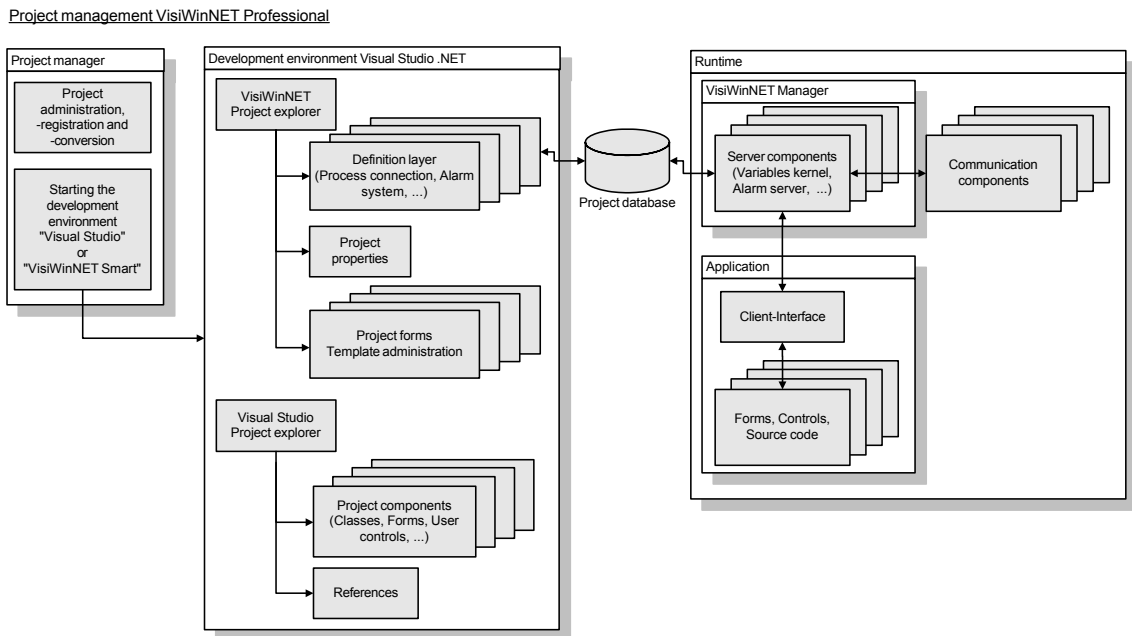 Project management VisiWinNET Professional
Project manager
Project
administration,
-registration and
-conversion
Starting the
development
environment
"Visual Studio"
or
"VisiWinNET Smart"
Development environment Visual Studio .NET
VisiWinNET
Project explorer
Definition layer
(Process connection, Alarm
system, ...)
Project
properties
Project forms
Template administration
Visual Studio
Project explorer
Project components
(Classes, Forms, User
controls, ...)
References
Project database
Runtime
VisiWinNET Manager
Server components
(Variables kernel,
Alarm server, ...)
Communication
components
Application
Client-Interface
Forms, Controls,
Source code